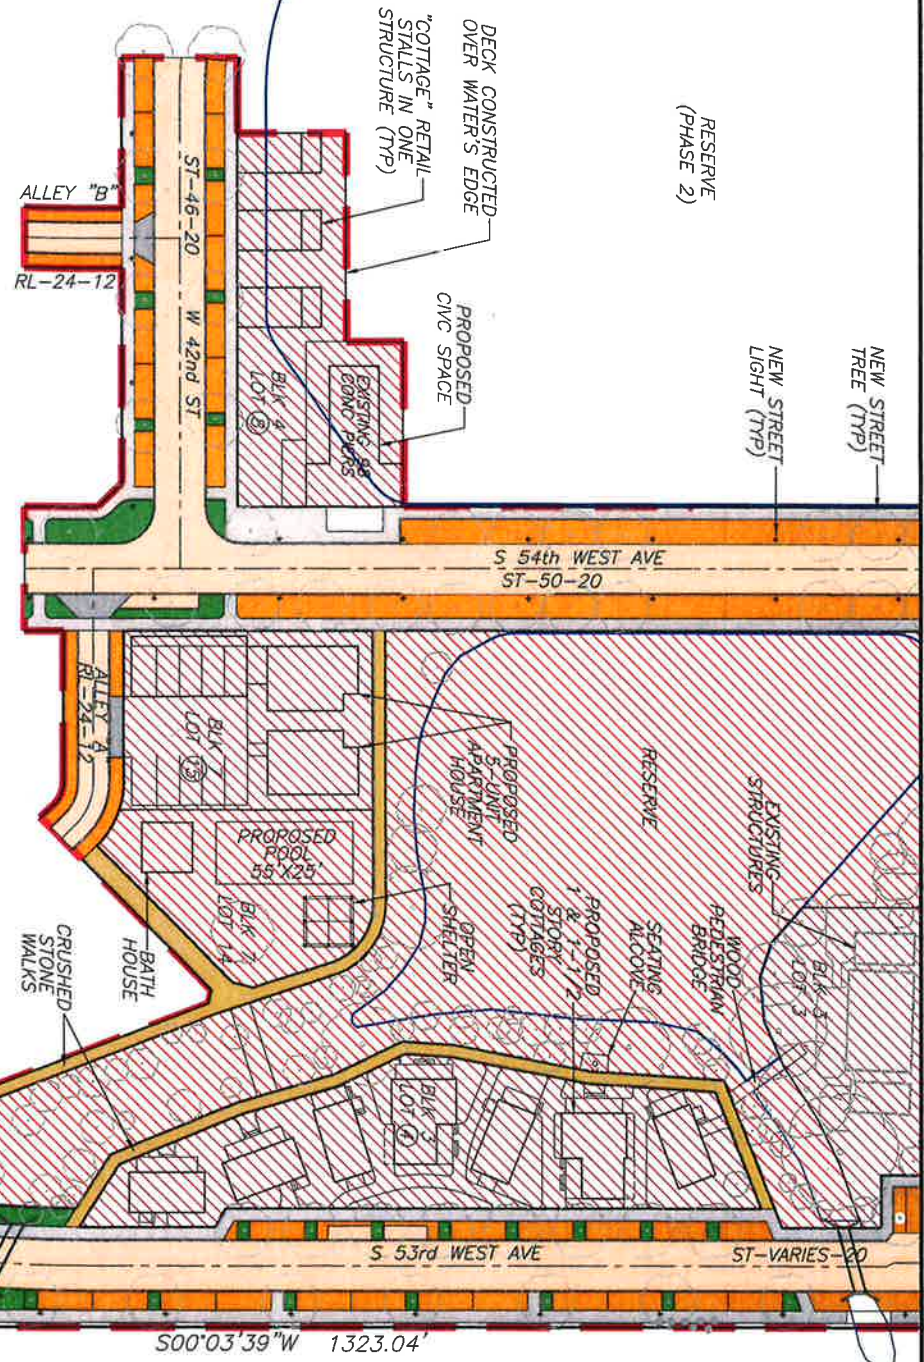 RESERVE
(PHASE 2)
DECK CONSTRUCTED
OVER WATER'S EDGE
"COTTAGE" RETAIL
STALLS IN ONE
STRUCTURE (TYP)
NEW STREET
TREE (TYP)
NEW STREET
LIGHT (TYP)
PROPOSED
CIVC SPACE
EXISTING
CONC PIERS
BLK 4
LOT 8
ALLEY "B"
RL-24-12
ST-46-20
W 42nd ST
S 54th WEST AVE
ST-50-20
ALLEY "A"
RL-24-12
BLK 7
LOT 13
PROPOSED
5-UNIT
APARTMENT
HOUSE
RESERVE
EXISTING
STRUCTURES
BLK 3
LOT 3
WOOD
PEDESTRIAN
BRIDGE
SEATING
ALCOVE
PROPOSED
1 & 1-1/2
STORY
COTTAGES
(TYP)
OPEN
SHELTER
PROPOSED
POOL
55'X25'
BLK 7
LOT 14
BATH
HOUSE
CRUSHED
STONE
WALKS
BLK 3
LOT 4
S 53rd WEST AVE
ST-VARIES-20
S00°03'39"W 1323.04'